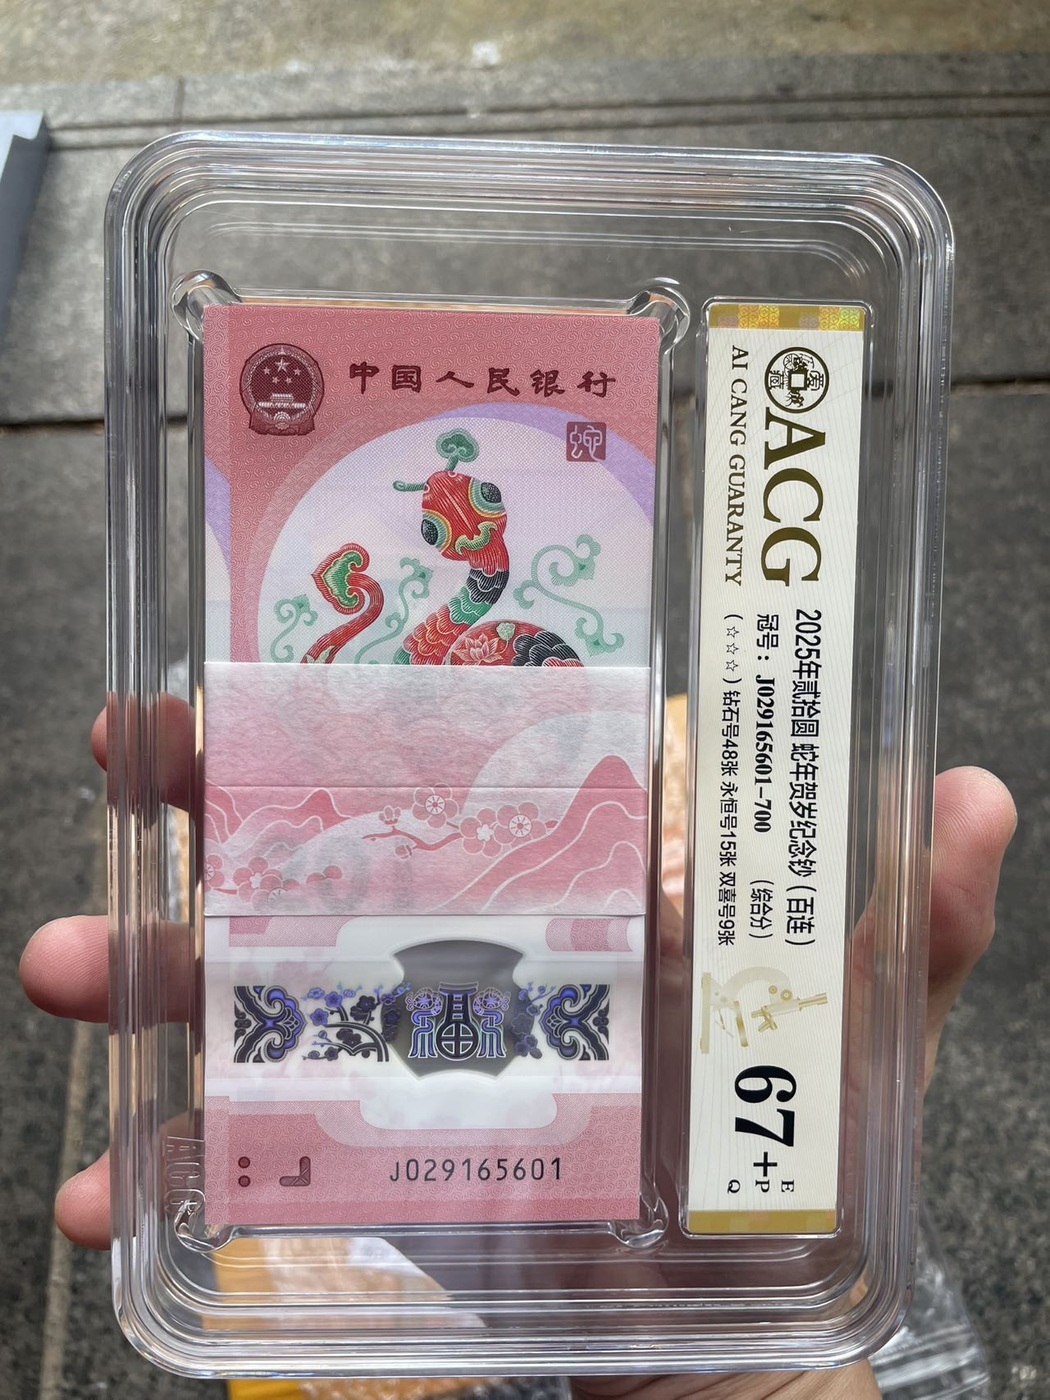 中国人民银行
蛇
J029165601
爱藏
ACG
AI CANG GUARANTY
2025年贰拾圆 蛇年贺岁纪念钞（百连）
冠号：J029165601-700 （综合分）
（☆☆☆）钻石号48张 永恒号15张 双喜号9张
67+
E
P
Q
ACG